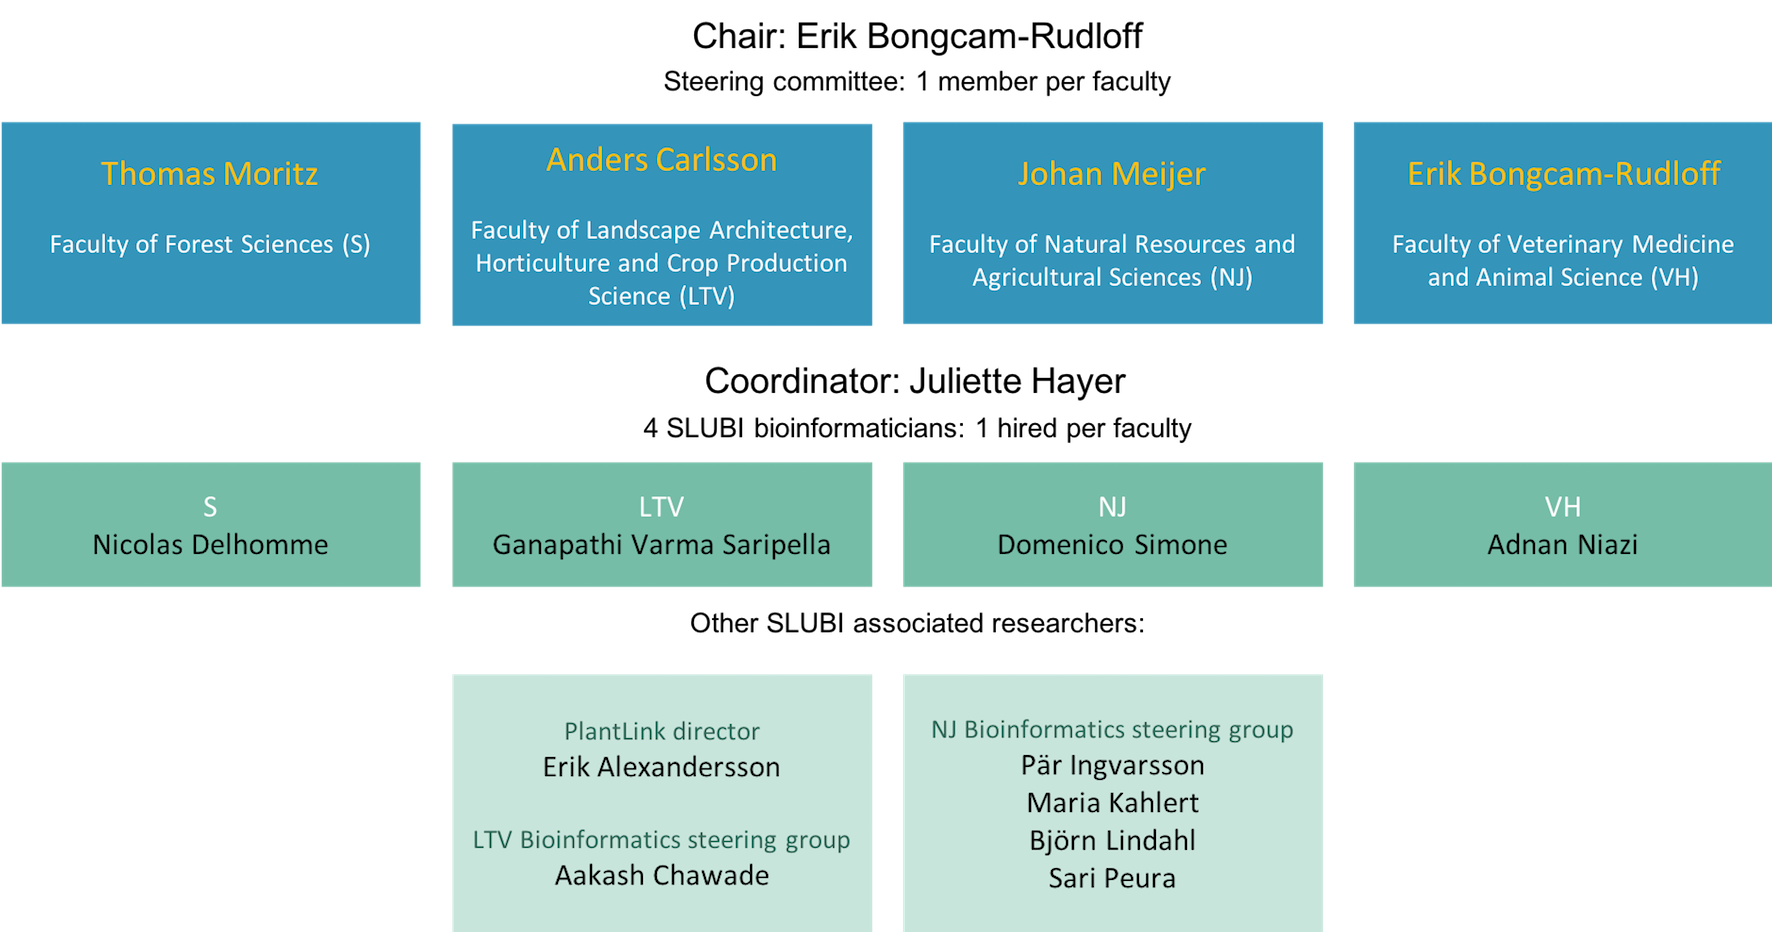 Chair: Erik Bongcam-Rudloff
Steering committee: 1 member per faculty
Thomas Moritz
Faculty of Forest Sciences (S)
Anders Carlsson
Faculty of Landscape Architecture,
Horticulture and Crop Production
Science (LTV)
Johan Meijer
Faculty of Natural Resources and
Agricultural Sciences (NJ)
Erik Bongcam-Rudloff
Faculty of Veterinary Medicine
and Animal Science (VH)
Coordinator: Juliette Hayer
4 SLUBI bioinformaticians: 1 hired per faculty
S
Nicolas Delhomme
LTV
Ganapathi Varma Saripella
NJ
Domenico Simone
VH
Adnan Niazi
Other SLUBI associated researchers:
PlantLink director
Erik Alexandersson
LTV Bioinformatics steering group
Aakash Chawade
NJ Bioinformatics steering group
Pär Ingvarsson
Maria Kahlert
Björn Lindahl
Sari Peura